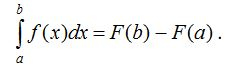 ∫_a^b f(x)dx = F(b) − F(a).